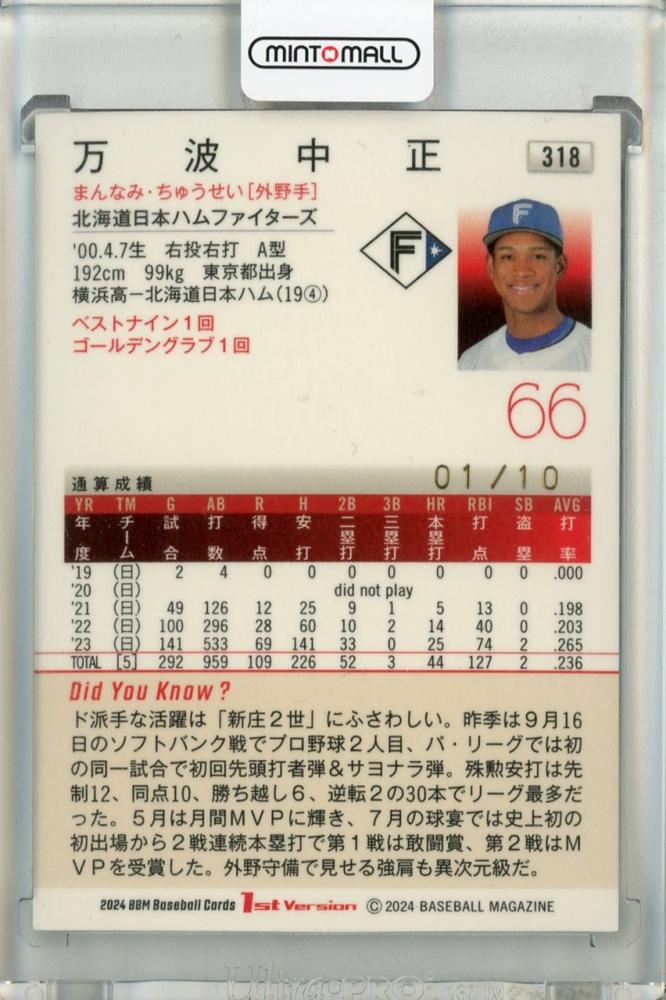 MINT MALL
万波中正
318
まんなみ・ちゅうせい[外野手]
北海道日本ハムファイターズ
F
'00.4.7生 右投右打 A型
192cm 99kg 東京都出身
横浜高ー北海道日本ハム(19④)
ベストナイン1回
ゴールデングラブ1回
66
通算成績 01/10
YR TM G AB R H 2B 3B HR RBI SB AVG
年度 チーム 試合 打数 得点 安打 二塁打 三塁打 本塁打 打点 盗塁 打率
'19 (日) 2 4 0 0 0 0 0 0 0 .000
'20 (日) did not play
'21 (日) 49 126 12 25 9 1 5 13 0 .198
'22 (日) 100 296 28 60 10 2 14 40 0 .203
'23 (日) 141 533 69 141 33 0 25 74 2 .265
TOTAL [5] 292 959 109 226 52 3 44 127 2 .236
Did You Know?
ド派手な活躍は「新庄2世」にふさわしい。昨季は9月16
日のソフトバンク戦でプロ野球2人目、パ・リーグでは初
の同一試合で初回先頭打者弾&サヨナラ弾。殊勲安打は先
制12、同点10、勝ち越し6、逆転2の30本でリーグ最多だ
った。5月は月間MVPに輝き、7月の球宴では史上初の
初出場から2戦連続本塁打で第1戦は敢闘賞、第2戦はM
VPを受賞した。外野守備で見せる強肩も異次元級だ。
2024 BBM Baseball Cards 1st Version ©2024 BASEBALL MAGAZINE
Ultra PRO